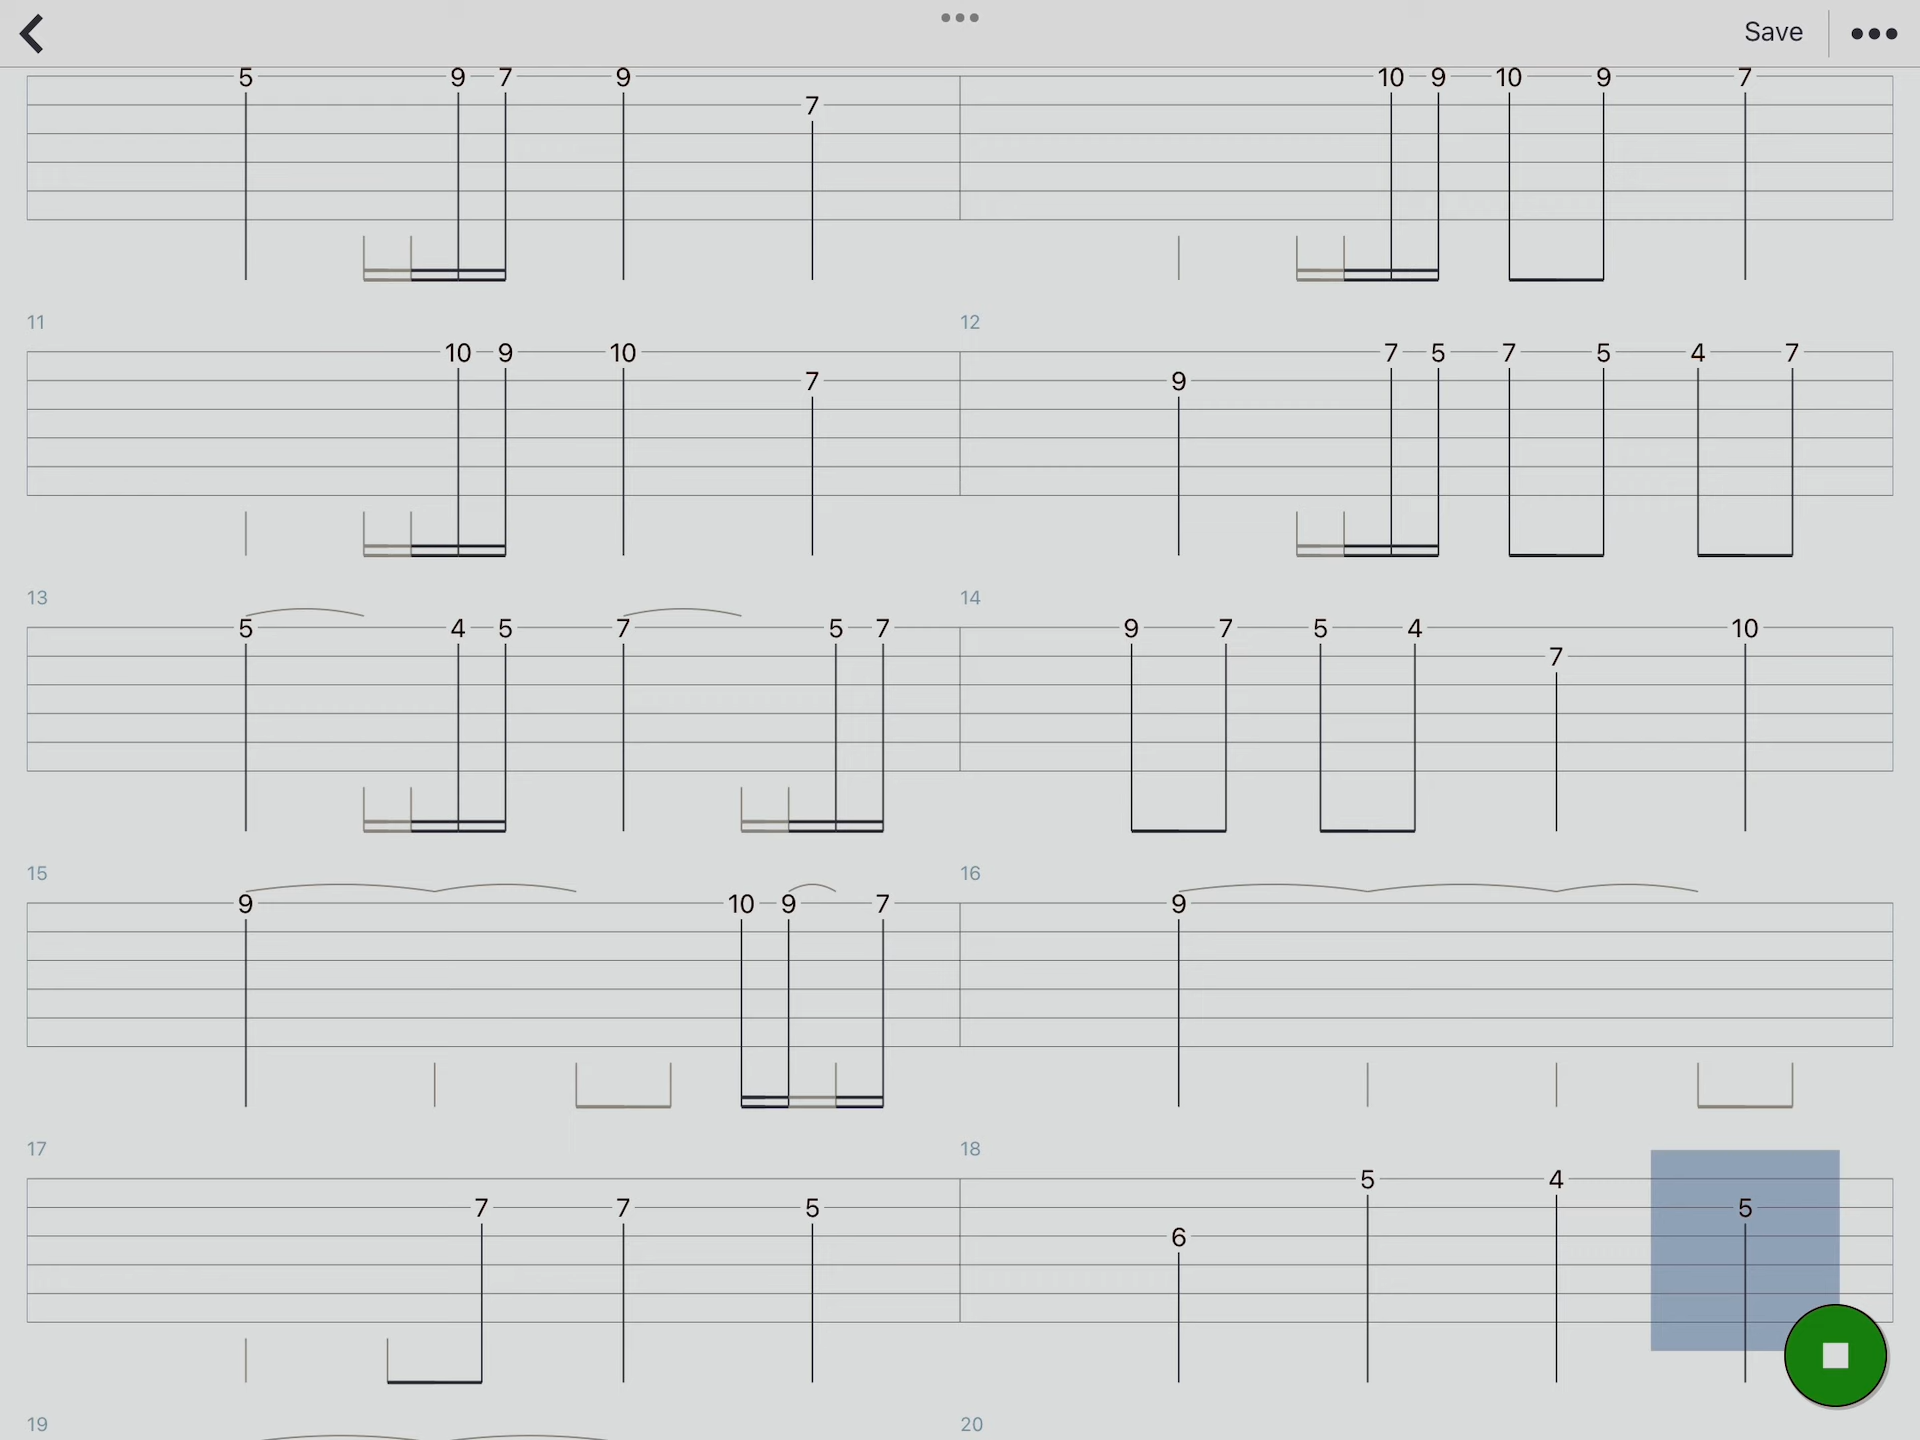 Save
5 9 7 9 10 9 10 9 7
7
11 12
10 9 10 7 5 7 5 4 7
7 9
13 14
5 4 5 7 5 7 9 7 5 4 10
7
15 16
9 10 9 7 9
17 18
5 4
7 7 5 5
6
19 20